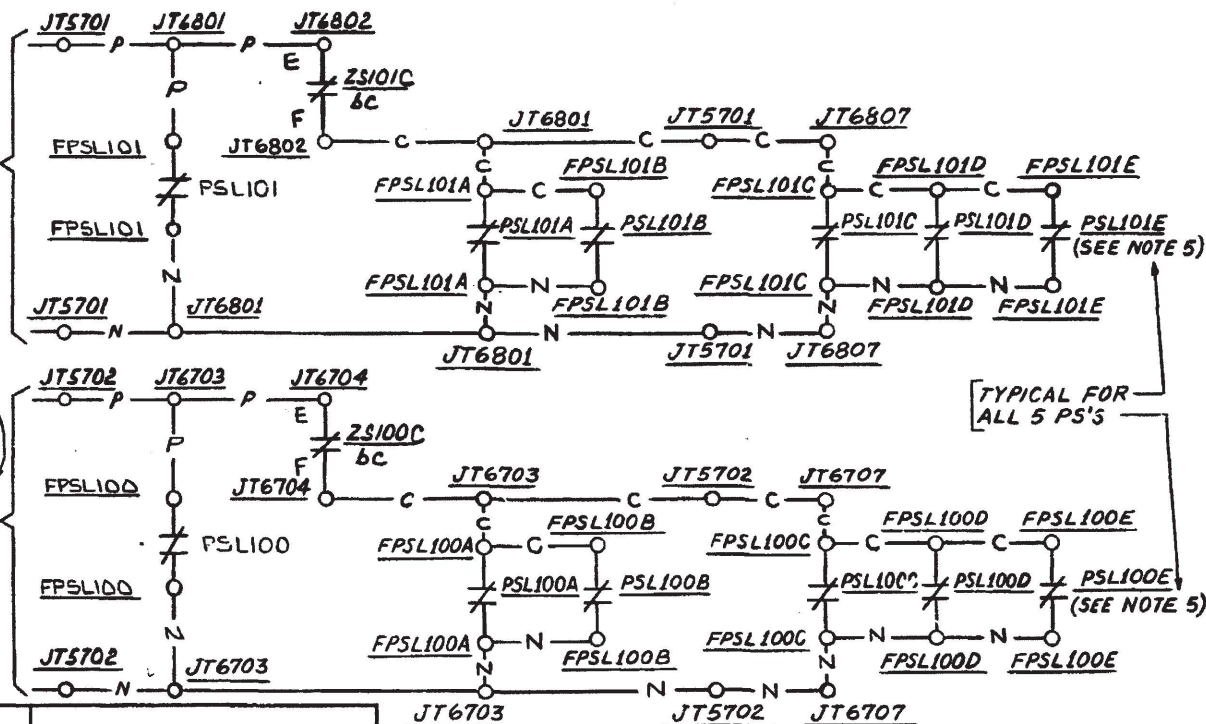 JT5701 JT6801 JT6802
P P
E
ZS101C
bc
P
F
FPSL101 JT6802 C JT6801 JT5701 C JT6807
PSL101
C C
FPSL101A C FPSL101B FPSL101C C FPSL101D C FPSL101E
FPSL101
PSL101A PSL101B PSL101C PSL101D PSL101E
(SEE NOTE 5)
N
FPSL101A N FPSL101B FPSL101C N FPSL101D N FPSL101E
N N
JT5701 N JT6801
JT6801 N JT5701 N JT6807
JT5702 JT6703 JT6704
P P
TYPICAL FOR
ALL 5 PS'S
E
ZS100C
bc
P
F
FPSL100 JT6704 C JT6703 C JT5702 C JT6707
PSL100
C C
FPSL100A C FPSL100B FPSL100C C FPSL100D C FPSL100E
FPSL100
PSL100A PSL100B PSL100C PSL100D PSL100E
(SEE NOTE 5)
N
FPSL100A N FPSL100B FPSL100C N FPSL100D N FPSL100E
N N
JT5702 N JT6703
JT6703 N JT5702 N JT6707